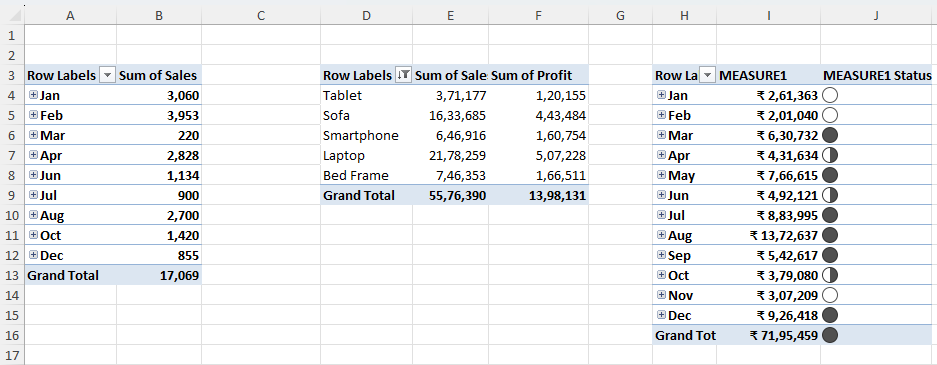 A B C D E F G H I J
1
2
3 Row Labels Sum of Sales Row Labels Sum of Sale Sum of Profit Row La MEASURE1 MEASURE1 Status
4 Jan 3,060 Tablet 3,71,177 1,20,155 Jan ₹ 2,61,363
5 Feb 3,953 Sofa 16,33,685 4,43,484 Feb ₹ 2,01,040
6 Mar 220 Smartphone 6,46,916 1,60,754 Mar ₹ 6,30,732
7 Apr 2,828 Laptop 21,78,259 5,07,228 Apr ₹ 4,31,634
8 Jun 1,134 Bed Frame 7,46,353 1,66,511 May ₹ 7,66,615
9 Jul 900 Grand Total 55,76,390 13,98,131 Jun ₹ 4,92,121
10 Aug 2,700 Jul ₹ 8,83,995
11 Oct 1,420 Aug ₹ 13,72,637
12 Dec 855 Sep ₹ 5,42,617
13 Grand Total 17,069 Oct ₹ 3,79,080
14 Nov ₹ 3,07,209
15 Dec ₹ 9,26,418
16 Grand Tot ₹ 71,95,459
17